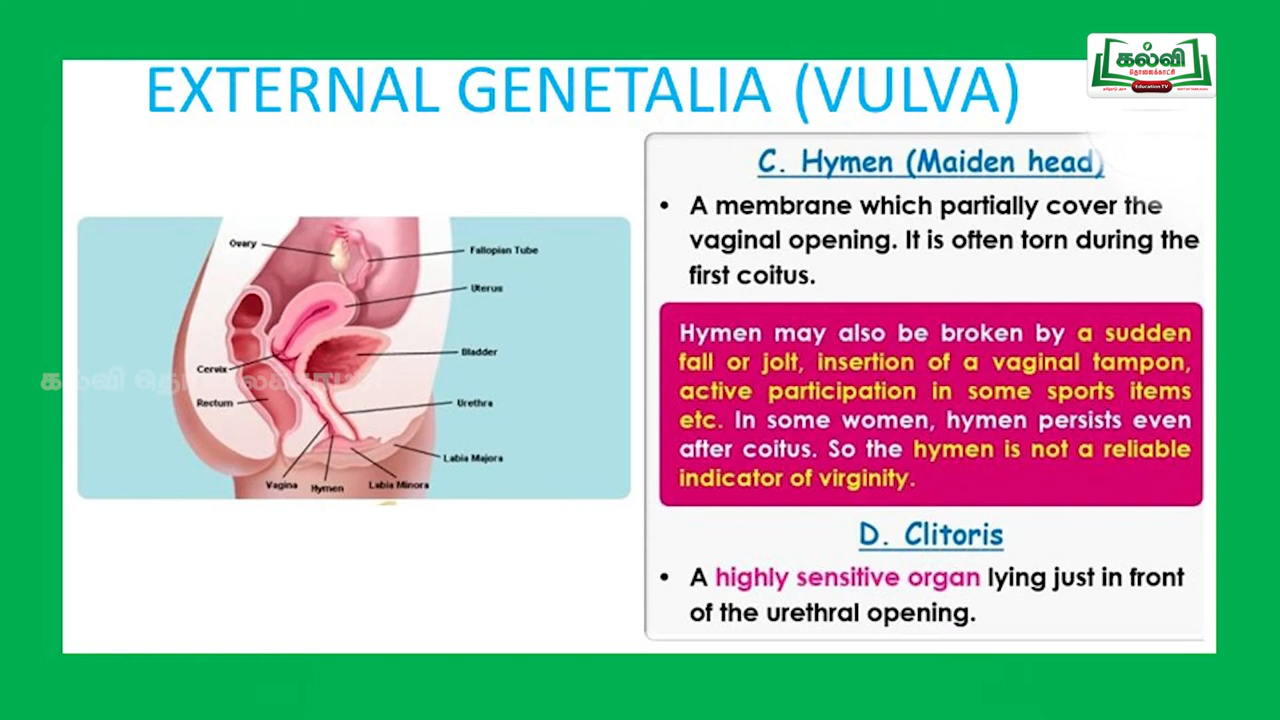 கல்வி
தொலைக்காட்சி
Education TV
EXTERNAL GENETALIA (VULVA)
C. Hymen (Maiden head)
• A membrane which partially cover the
vaginal opening. It is often torn during the
first coitus.
Hymen may also be broken by a sudden
fall or jolt, insertion of a vaginal tampon,
active participation in some sports items
etc. In some women, hymen persists even
after coitus. So the hymen is not a reliable
indicator of virginity.
D. Clitoris
• A highly sensitive organ lying just in front
of the urethral opening.
Ovary
Fallopian Tube
Uterus
Bladder
Cervix
Rectum
Urethra
Labia Majora
Vagina
Hymen
Labia Minora
கல்வி